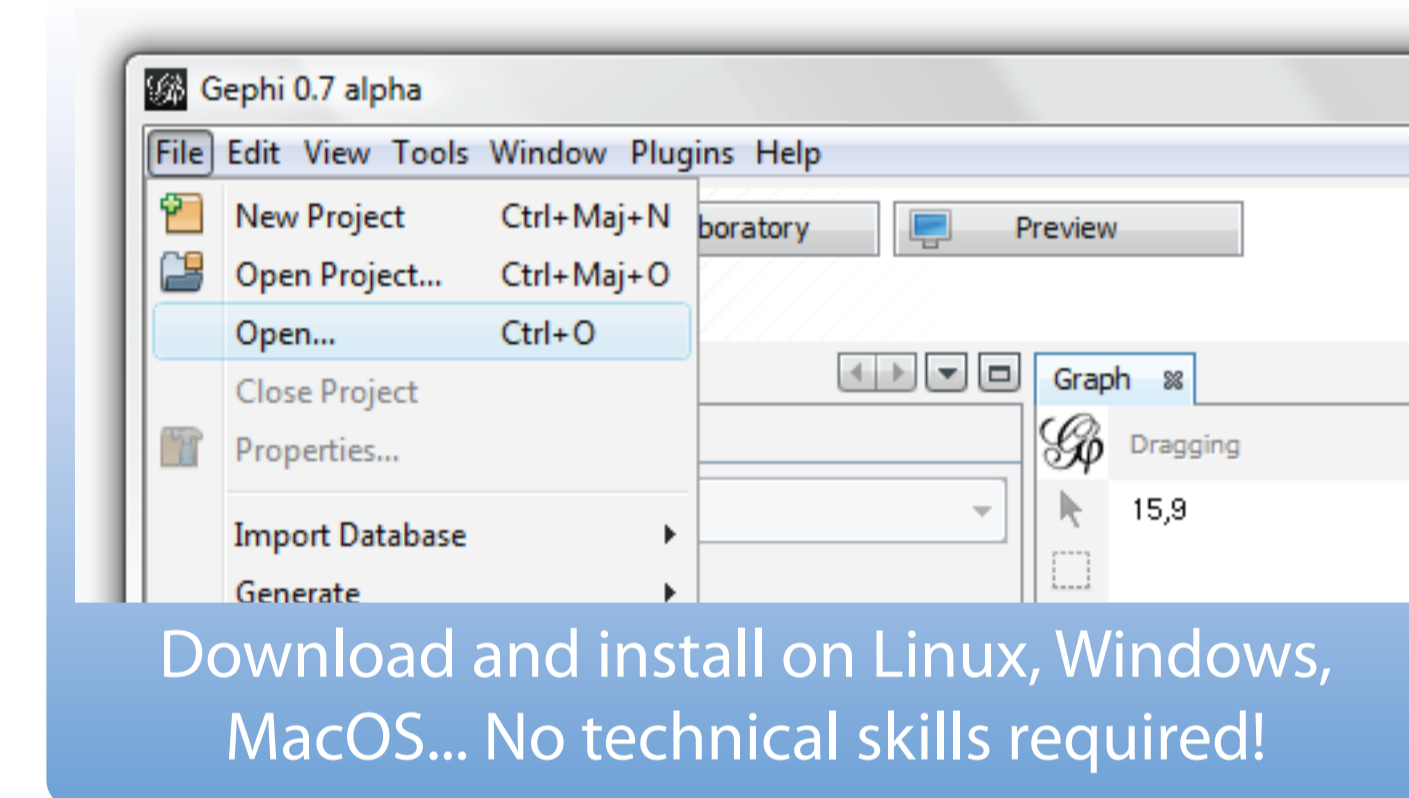 Gephi 0.7 alpha
File Edit View Tools Window Plugins Help
New Project Ctrl+Maj+N
boratory Preview
Open Project... Ctrl+Maj+O
Open... Ctrl+O
Close Project
Graph
Properties...
Dragging
15,9
Import Database
Generate
Download and install on Linux, Windows,
MacOS... No technical skills required!